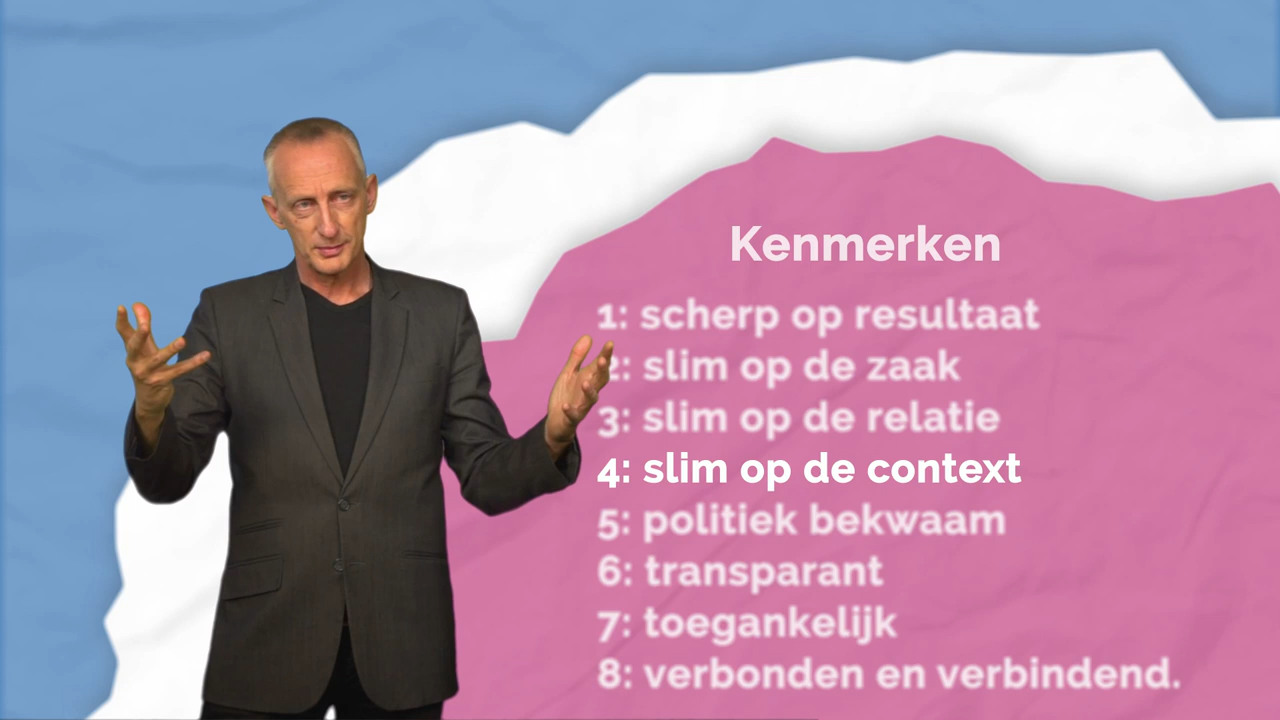 Kenmerken
1: scherp op resultaat
2: slim op de zaak
3: slim op de relatie
4: slim op de context
5: politiek bekwaam
6: transparant
7: toegankelijk
8: verbonden en verbindend.